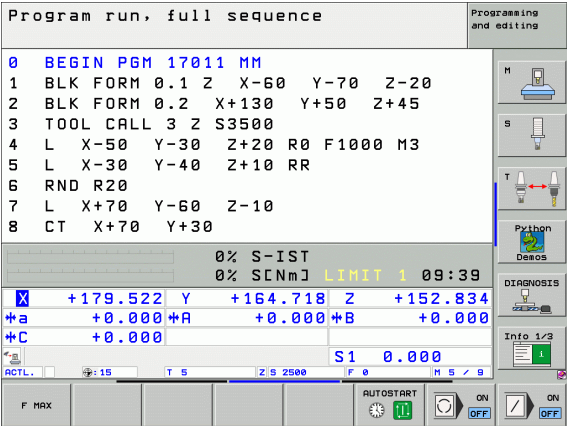 Program run, full sequence
Programming and editing
0 BEGIN PGM 17011 MM
1 BLK FORM 0.1 Z X-60 Y-70 Z-20
2 BLK FORM 0.2 X+130 Y+50 Z+45
3 TOOL CALL 3 Z S3500
4 L X-50 Y-30 Z+20 R0 F1000 M3
5 L X-30 Y-40 Z+10 RR
6 RND R20
7 L X+70 Y-60 Z-10
8 CT X+70 Y+30
M
S
T
Python Demos
DIAGNOSIS
Info 1/3
0% S-IST
0% S[Nm] LIMIT 1 09:39
X +179.522 Y +164.718 Z +152.834
a +0.000 A +0.000 B +0.000
C +0.000
S1 0.000
ACTL. :15 T 5 Z S 2500 F 0 M 5 / 9
F MAX
AUTOSTART
ON OFF
ON OFF